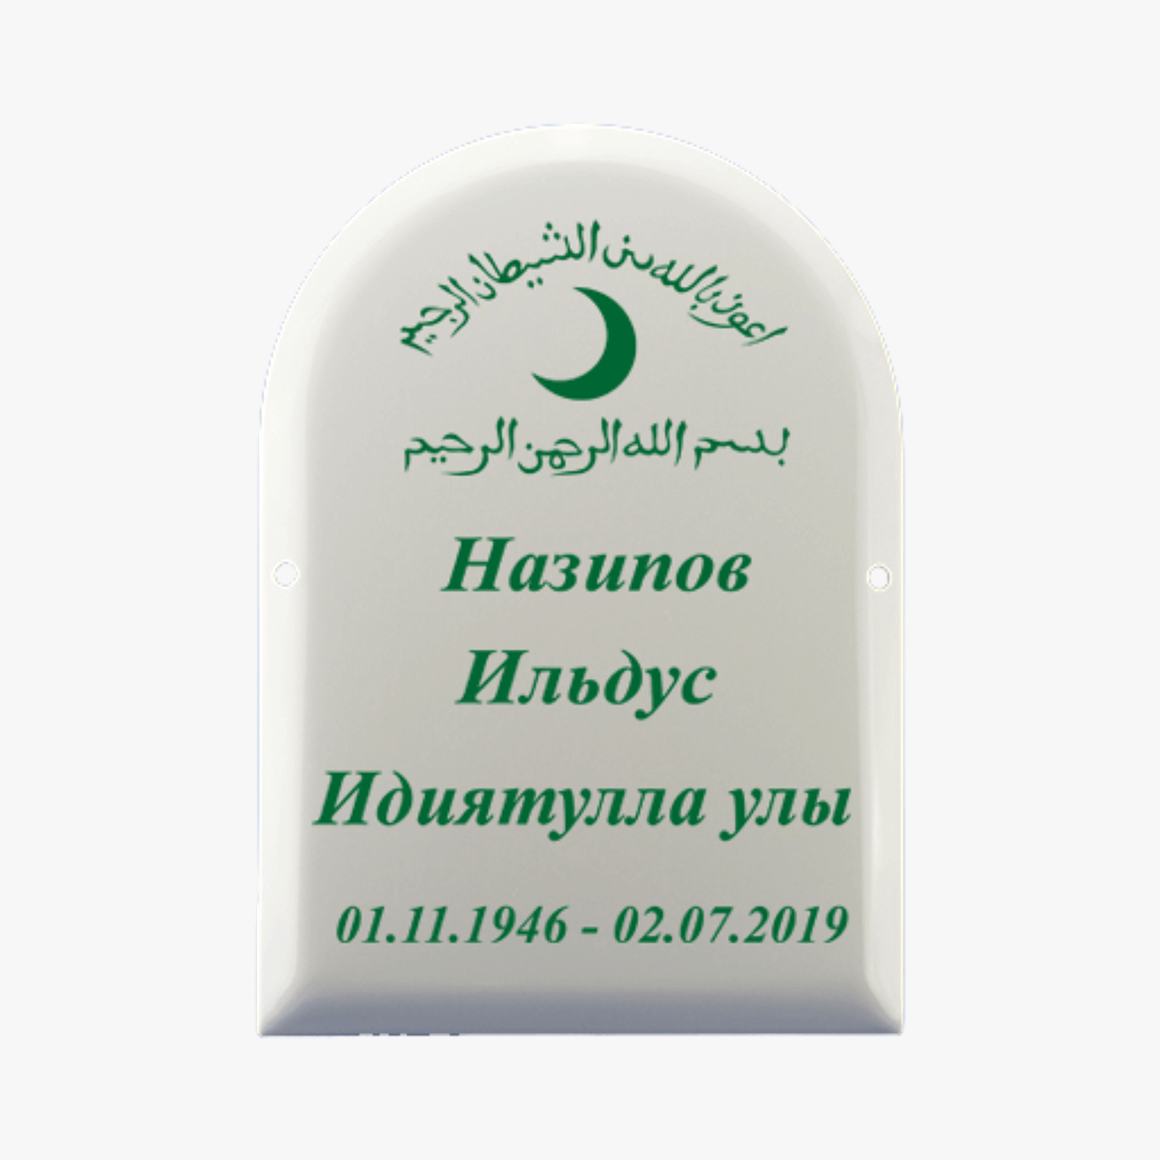 اعوذ بالله من الشيطان الرجيم
بسم الله الرحمن الرحيم
Назипов
Ильдус
Идиятулла улы
01.11.1946 - 02.07.2019